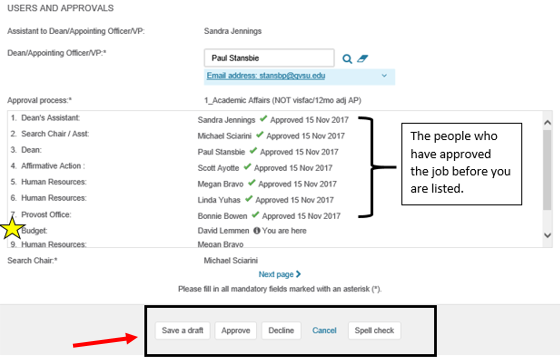 USERS AND APPROVALS
Assistant to Dean/Appointing Officer/VP: Sandra Jennings
Dean/Appointing Officer/VP:* Paul Stansbie
Email address: stansbp@gvsu.edu
Approval process:* 1_Academic Affairs (NOT visfac/12mo adj AP)
1. Dean's Assistant: Sandra Jennings ✔ Approved 15 Nov 2017
2. Search Chair / Asst: Michael Sciarini ✔ Approved 15 Nov 2017
3. Dean: Paul Stansbie ✔ Approved 15 Nov 2017
4. Affirmative Action : Scott Ayotte ✔ Approved 15 Nov 2017
5. Human Resources: Megan Bravo ✔ Approved 15 Nov 2017
6. Human Resources: Linda Yuhas ✔ Approved 15 Nov 2017
7. Provost Office: Bonnie Bowen ✔ Approved 15 Nov 2017
Budget: David Lemmen You are here
9. Human Resources: Megan Bravo
The people who
have approved
the job before you
are listed.
Search Chair:* Michael Sciarini
Next page
Please fill in all mandatory fields marked with an asterisk (*).
Save a draft Approve Decline Cancel Spell check